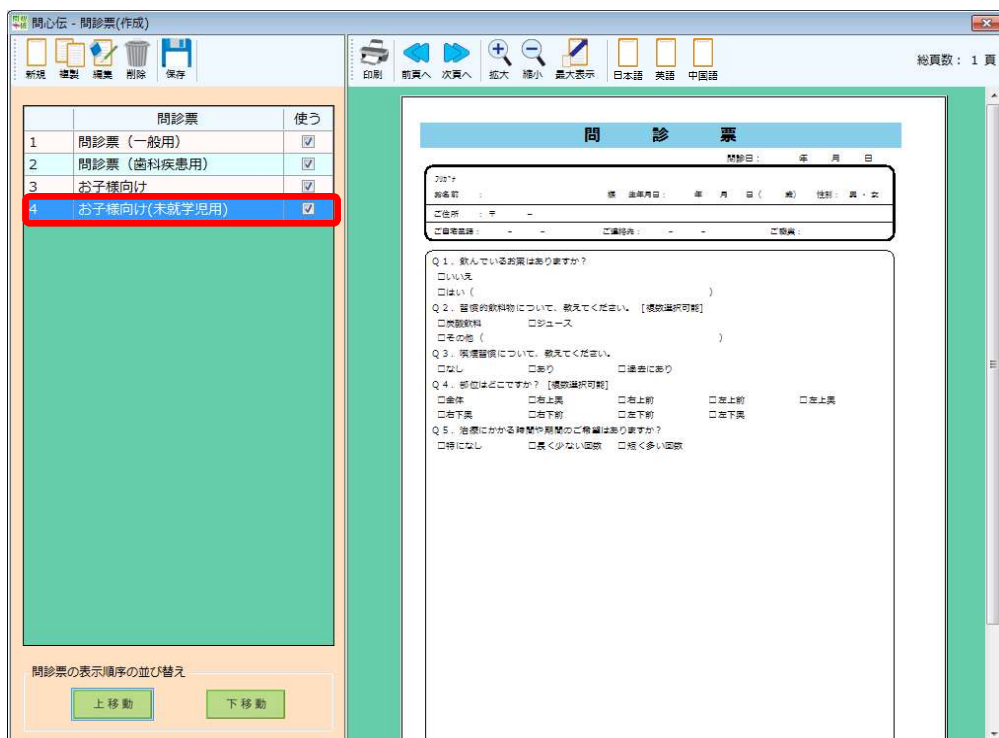 問心伝 - 問診票(作成)
新規 複製 編集 削除 保存
印刷 前頁へ 次頁へ 拡大 縮小 最大表示 日本語 英語 中国語
総頁数： 1 頁
問診票 使う
1 問診票（一般用）
2 問診票（歯科疾患用）
3 お子様向け
4 お子様向け(未就学児用)
問診票の表示順序の並び替え
上移動 下移動
問 診 票
問診日： 年 月 日
ﾌﾘｶﾞﾅ
お名前 ： 様 生年月日： 年 月 日（ 歳） 性別：男・女
ご住所 ：〒 －
ご自宅電話： － － ご連絡先： － － ご職業：
Ｑ１．飲んでいるお薬はありますか？
□いいえ
□はい（ ）
Ｑ２．習慣的飲料物について、教えてください。［複数選択可能］
□炭酸飲料 □ジュース
□その他（ ）
Ｑ３．喫煙習慣について、教えてください。
□なし □あり □過去にあり
Ｑ４．部位はどこですか？［複数選択可能］
□全体 □右上奥 □右上前 □左上前 □左上奥
□右下奥 □右下前 □左下前 □左下奥
Ｑ５．治療にかかる時間や期間のご希望はありますか？
□特になし □長く少ない回数 □短く多い回数